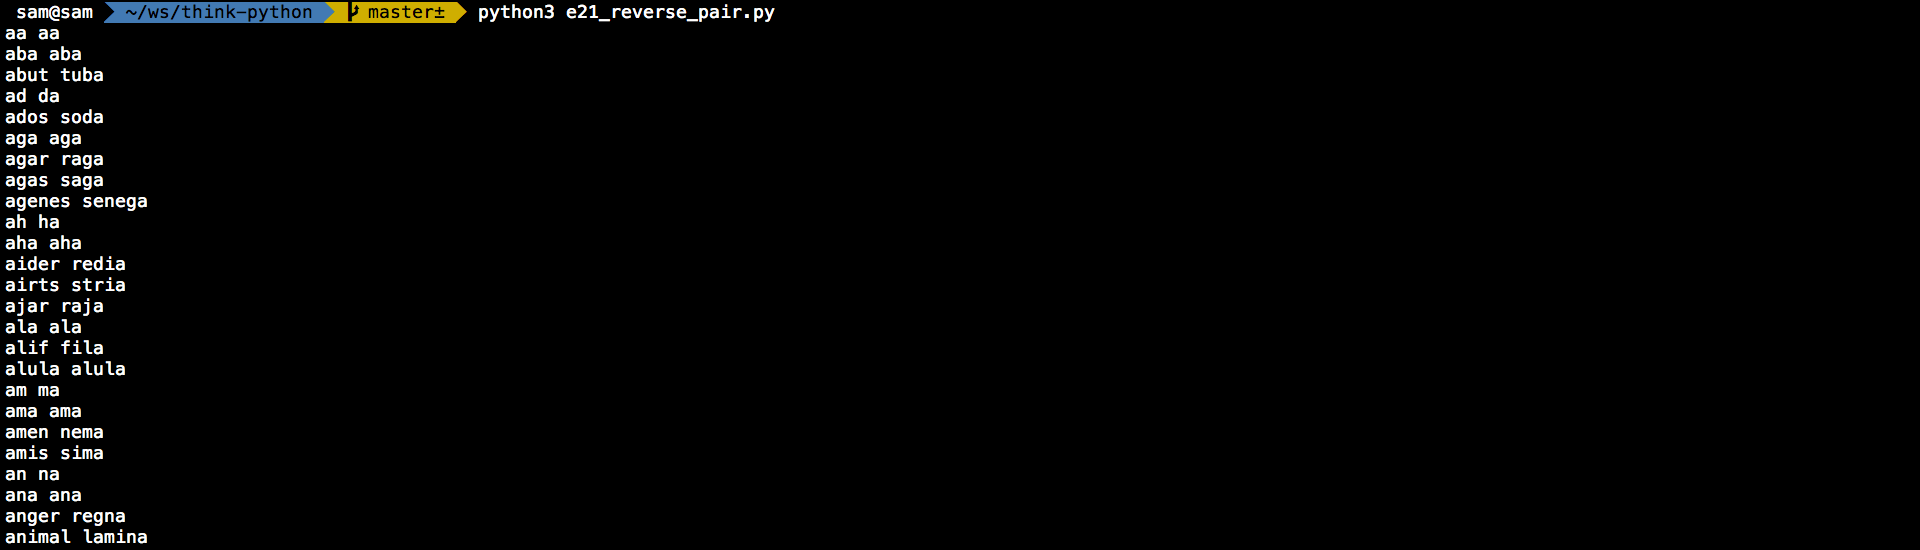 sam@sam ~/ws/think-python master± python3 e21_reverse_pair.py
aa aa
aba aba
abut tuba
ad da
ados soda
aga aga
agar raga
agas saga
agenes senega
ah ha
aha aha
aider redia
airts stria
ajar raja
ala ala
alif fila
alula alula
am ma
ama ama
amen nema
amis sima
an na
ana ana
anger regna
animal lamina